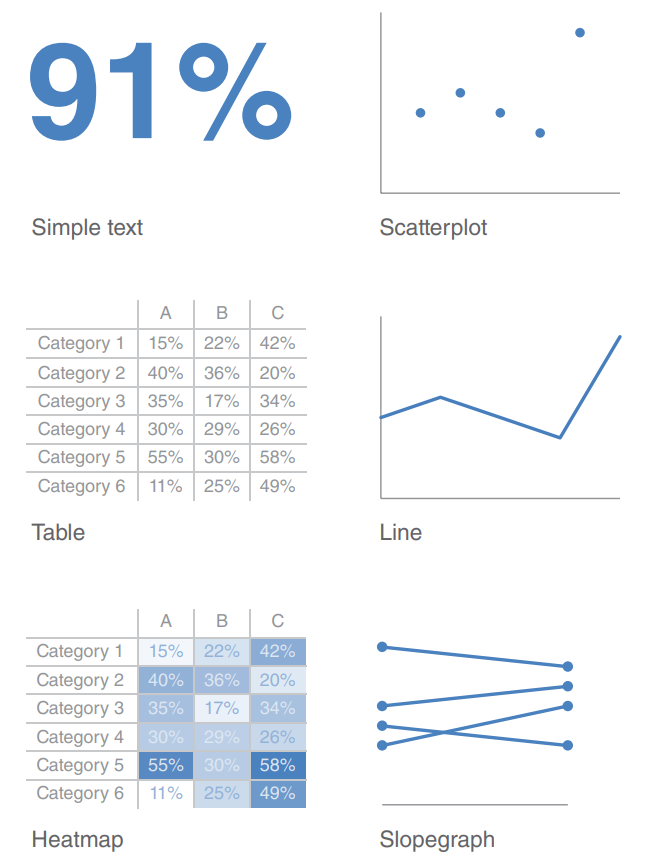 91%
Simple text
Scatterplot
A B C
Category 1 15% 22% 42%
Category 2 40% 36% 20%
Category 3 35% 17% 34%
Category 4 30% 29% 26%
Category 5 55% 30% 58%
Category 6 11% 25% 49%
Table
Line
A B C
Category 1 15% 22% 42%
Category 2 40% 36% 20%
Category 3 35% 17% 34%
Category 4 30% 29% 26%
Category 5 55% 30% 58%
Category 6 11% 25% 49%
Heatmap
Slopegraph